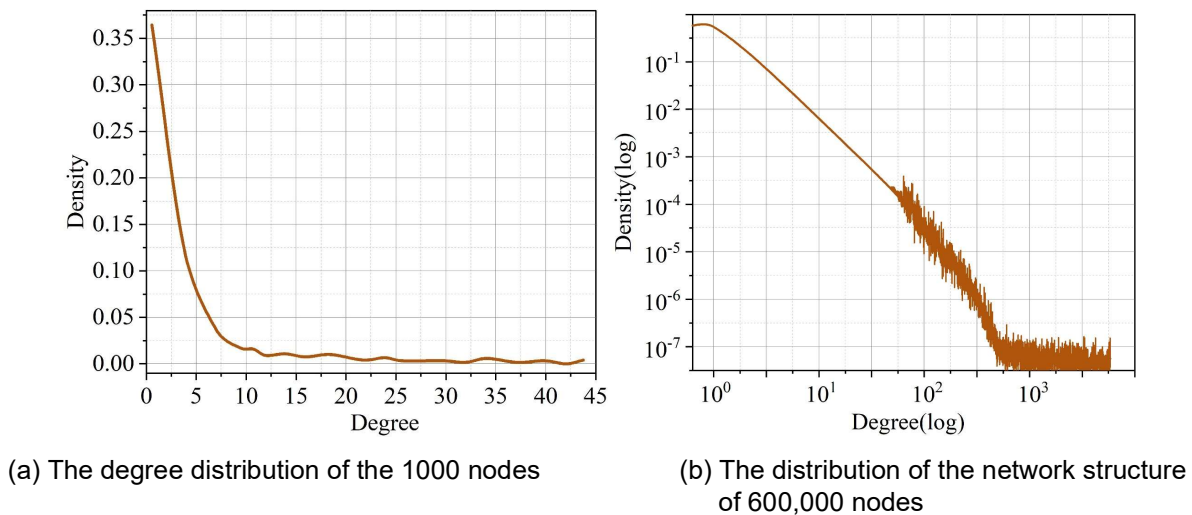 0.35
0.30
0.25
0.20
0.15
0.10
0.05
0.00
Density
0 5 10 15 20 25 30 35 40 45
Degree
(a) The degree distribution of the 1000 nodes
10-1
10-2
10-3
10-4
10-5
10-6
10-7
Density(log)
100 101 102 103
Degree(log)
(b) The distribution of the network structure
of 600,000 nodes